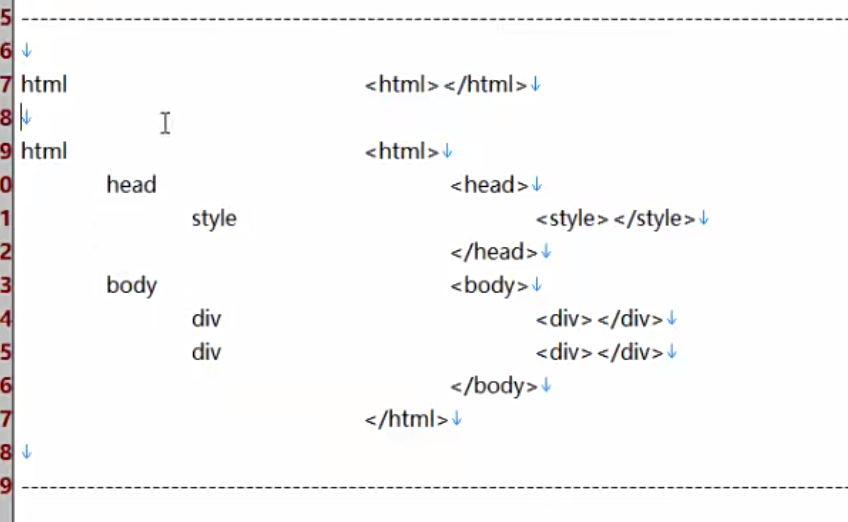 5 --------------------------------------------------------------------------------
6 ↓
7 html <html></html>↓
8 ↓
9 html <html>↓
0 head <head>↓
1 style <style></style>↓
2 </head>↓
3 body <body>↓
4 div <div></div>↓
5 div <div></div>↓
6 </body>↓
7 </html>↓
8 ↓
9 --------------------------------------------------------------------------------